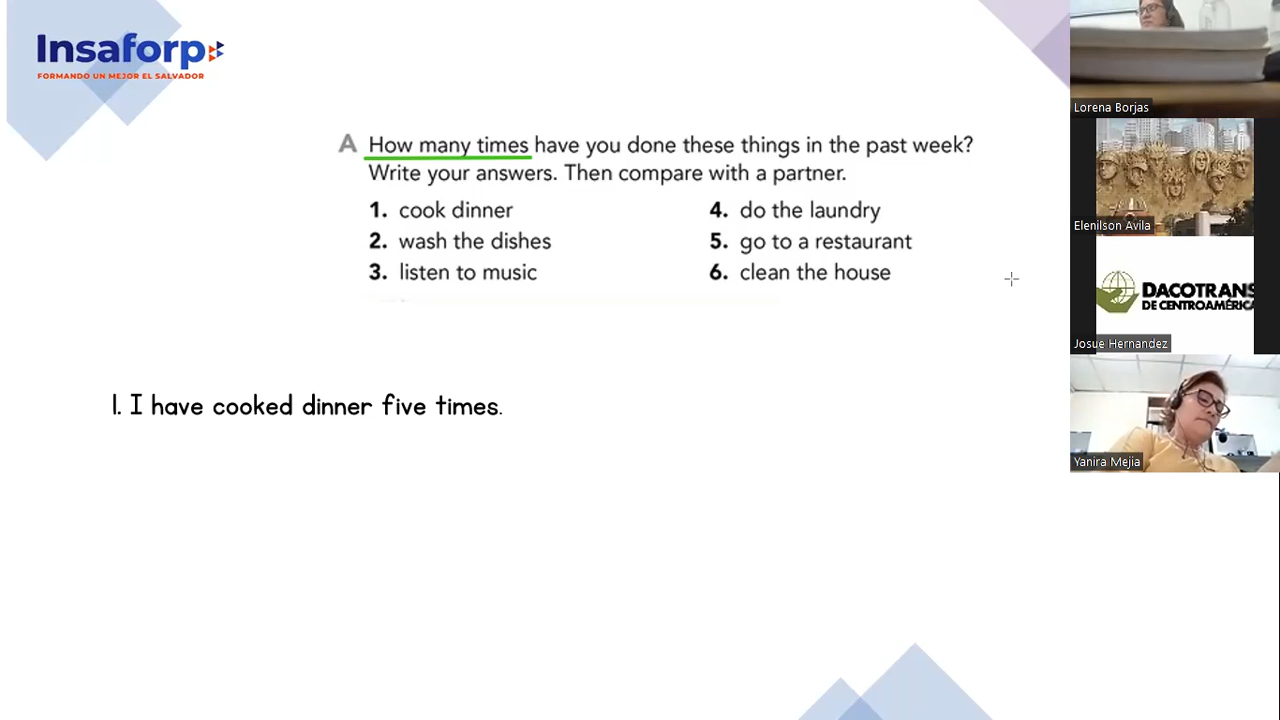 Insaforp
FORMANDO UN MEJOR EL SALVADOR
A How many times have you done these things in the past week?
Write your answers. Then compare with a partner.
1. cook dinner
2. wash the dishes
3. listen to music
4. do the laundry
5. go to a restaurant
6. clean the house
1. I have cooked dinner five times.
Lorena Borjas
Elenilson Avila
DACOTRANS
DE CENTROAMÉRICA
Josue Hernandez
Yanira Mejia